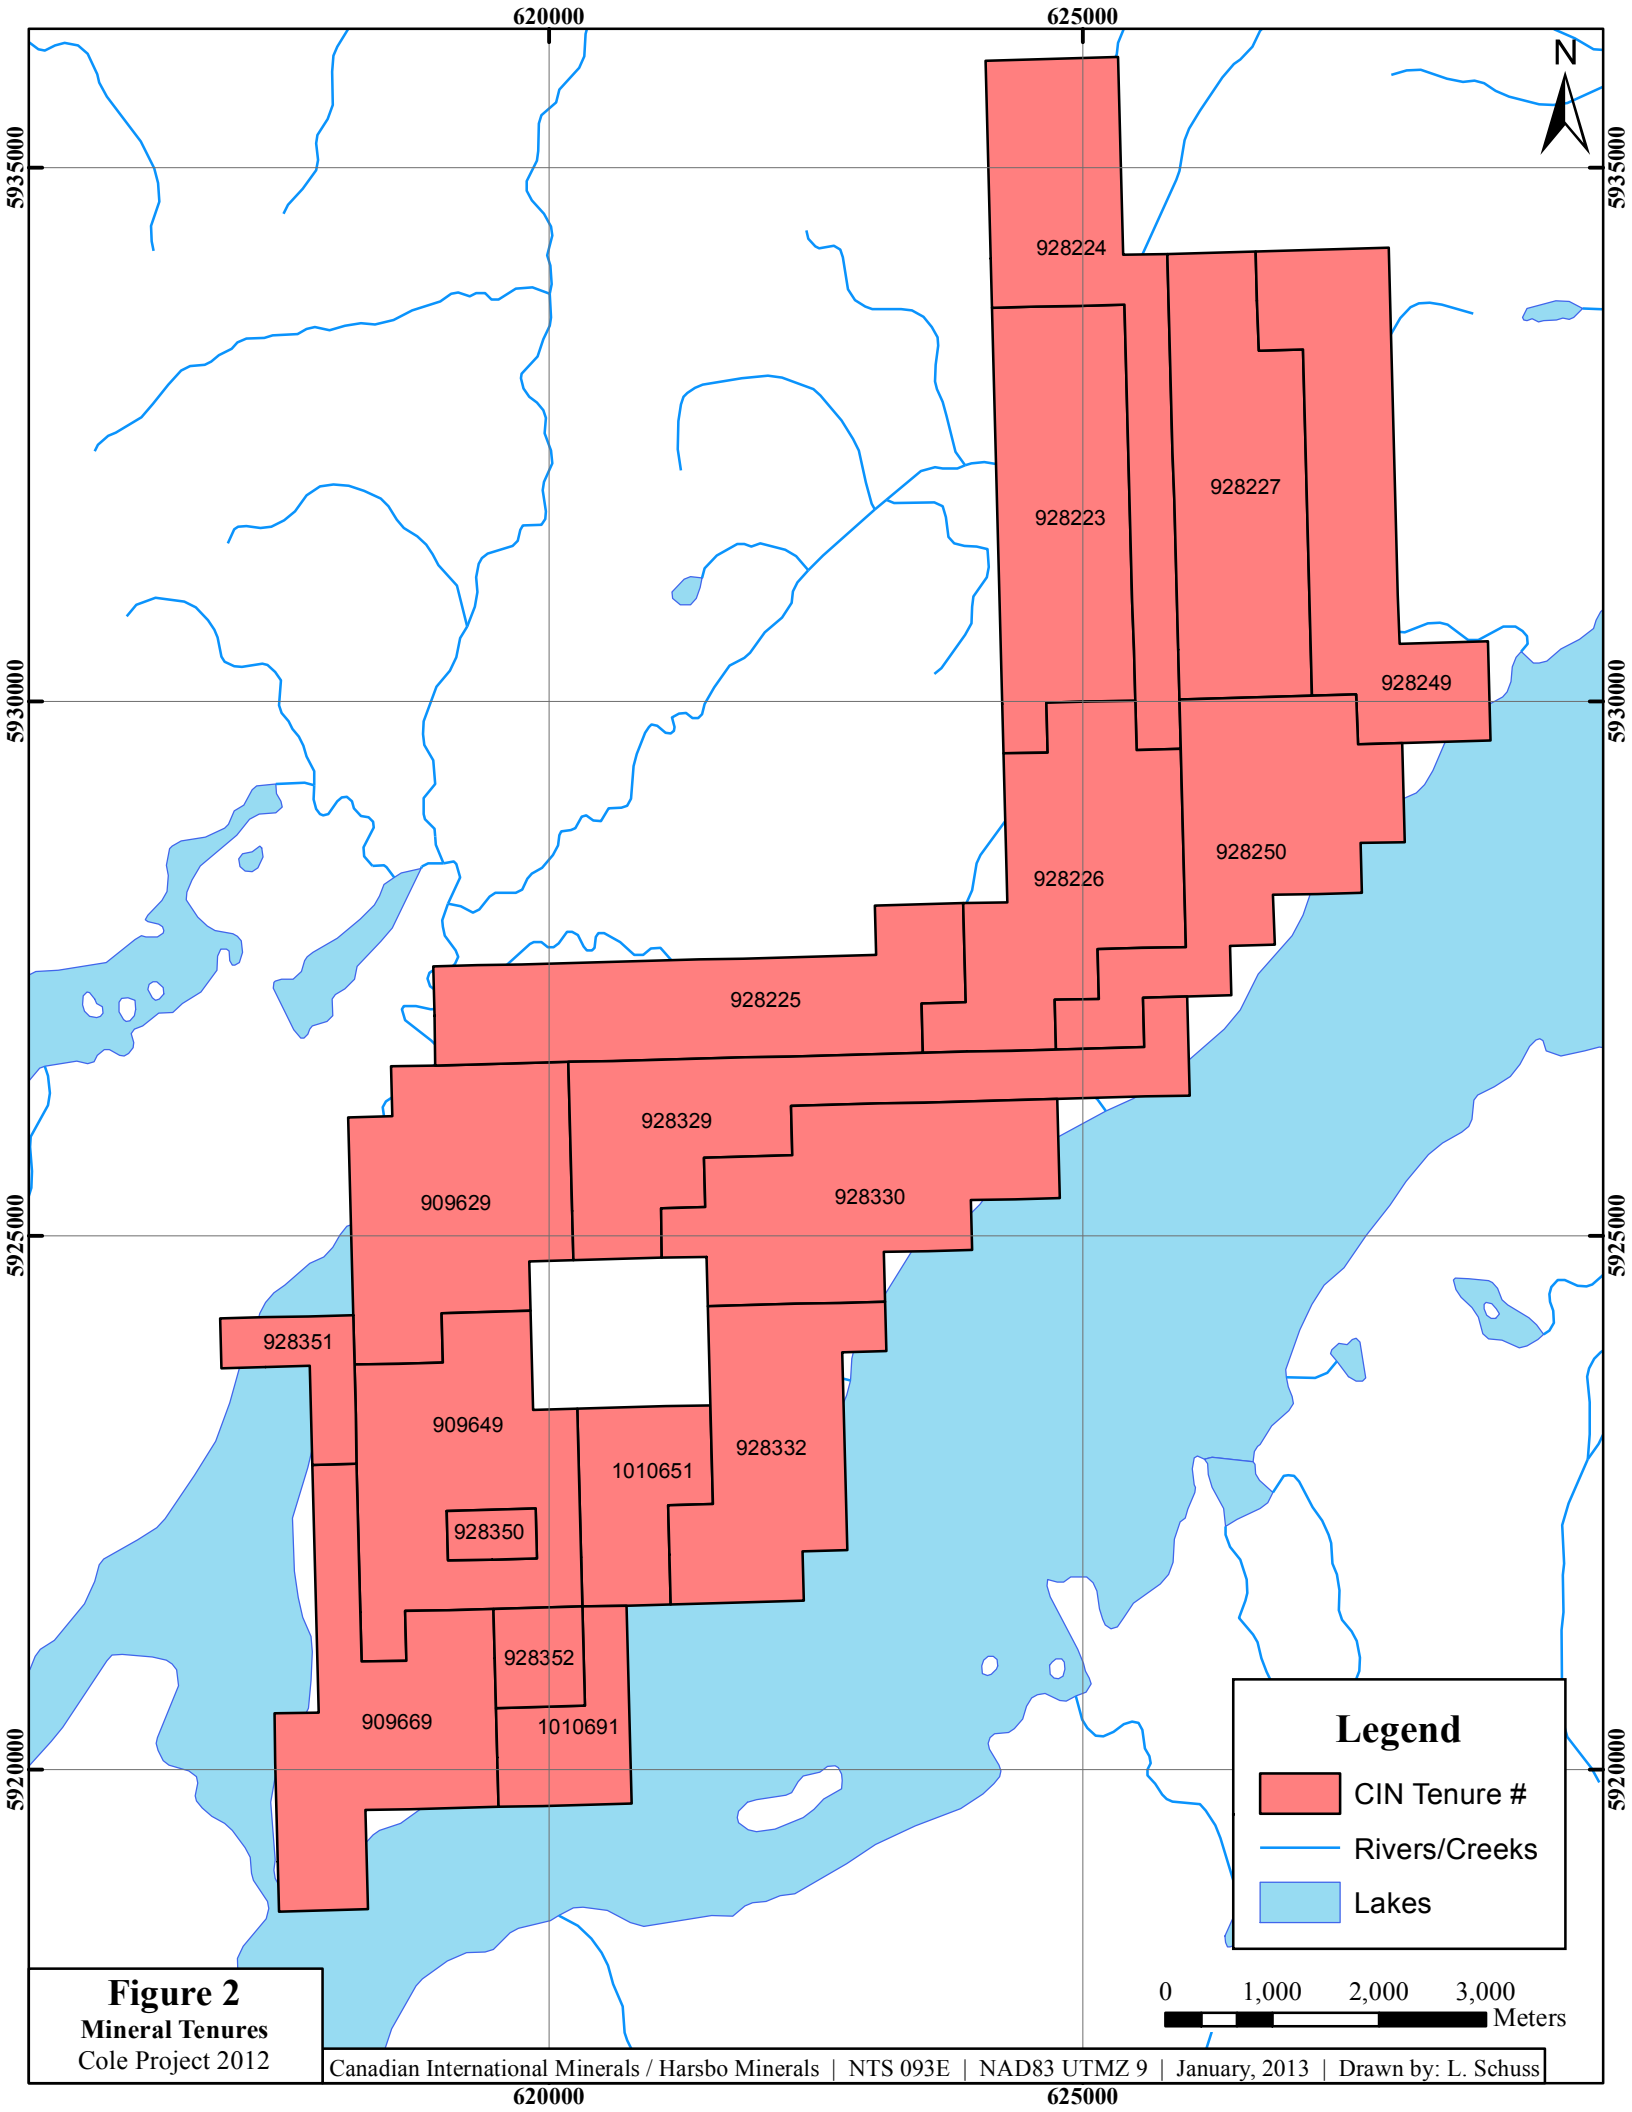 620000
625000
N
5935000
5935000
928224
928227
928223
5930000
5930000
928249
928250
928226
928225
928329
928330
909629
5925000
5925000
928351
909649
928332
1010651
928350
928352
909669
1010691
5920000
5920000
Legend
CIN Tenure #
Rivers/Creeks
Lakes
0 1,000 2,000 3,000
Meters
Figure 2
Mineral Tenures
Cole Project 2012
Canadian International Minerals / Harsbo Minerals | NTS 093E | NAD83 UTMZ 9 | January, 2013 | Drawn by: L. Schuss
620000
625000